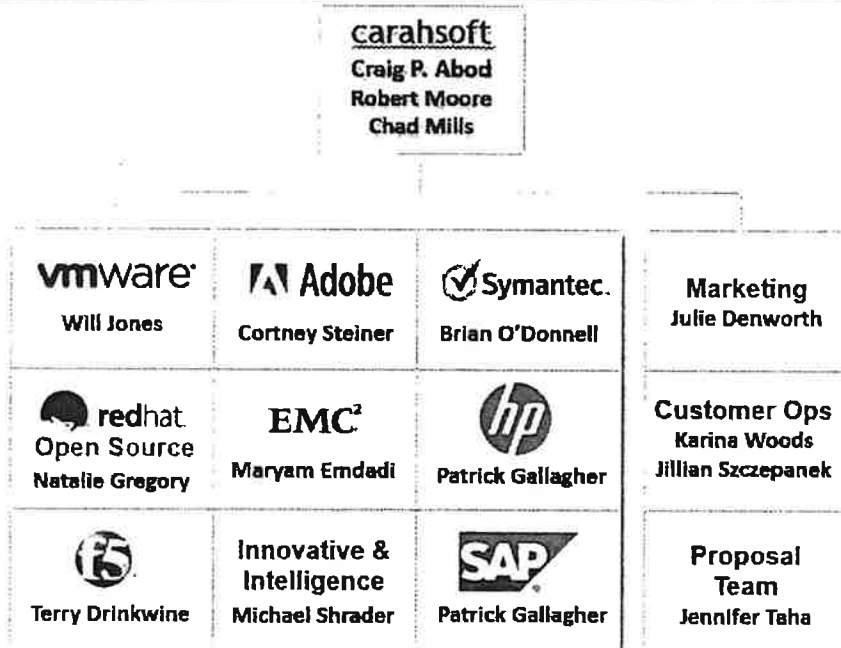 carahsoft
Craig P. Abod
Robert Moore
Chad Mills
vmware
Will Jones
Adobe
Cortney Steiner
Symantec.
Brian O'Donnell
Marketing
Julie Denworth
redhat.
Open Source
Natalie Gregory
EMC²
Maryam Emdadi
hp
Patrick Gallagher
Customer Ops
Karina Woods
Jillian Szczepanek
f5
Terry Drinkwine
Innovative &
Intelligence
Michael Shrader
SAP
Patrick Gallagher
Proposal
Team
Jennifer Taha